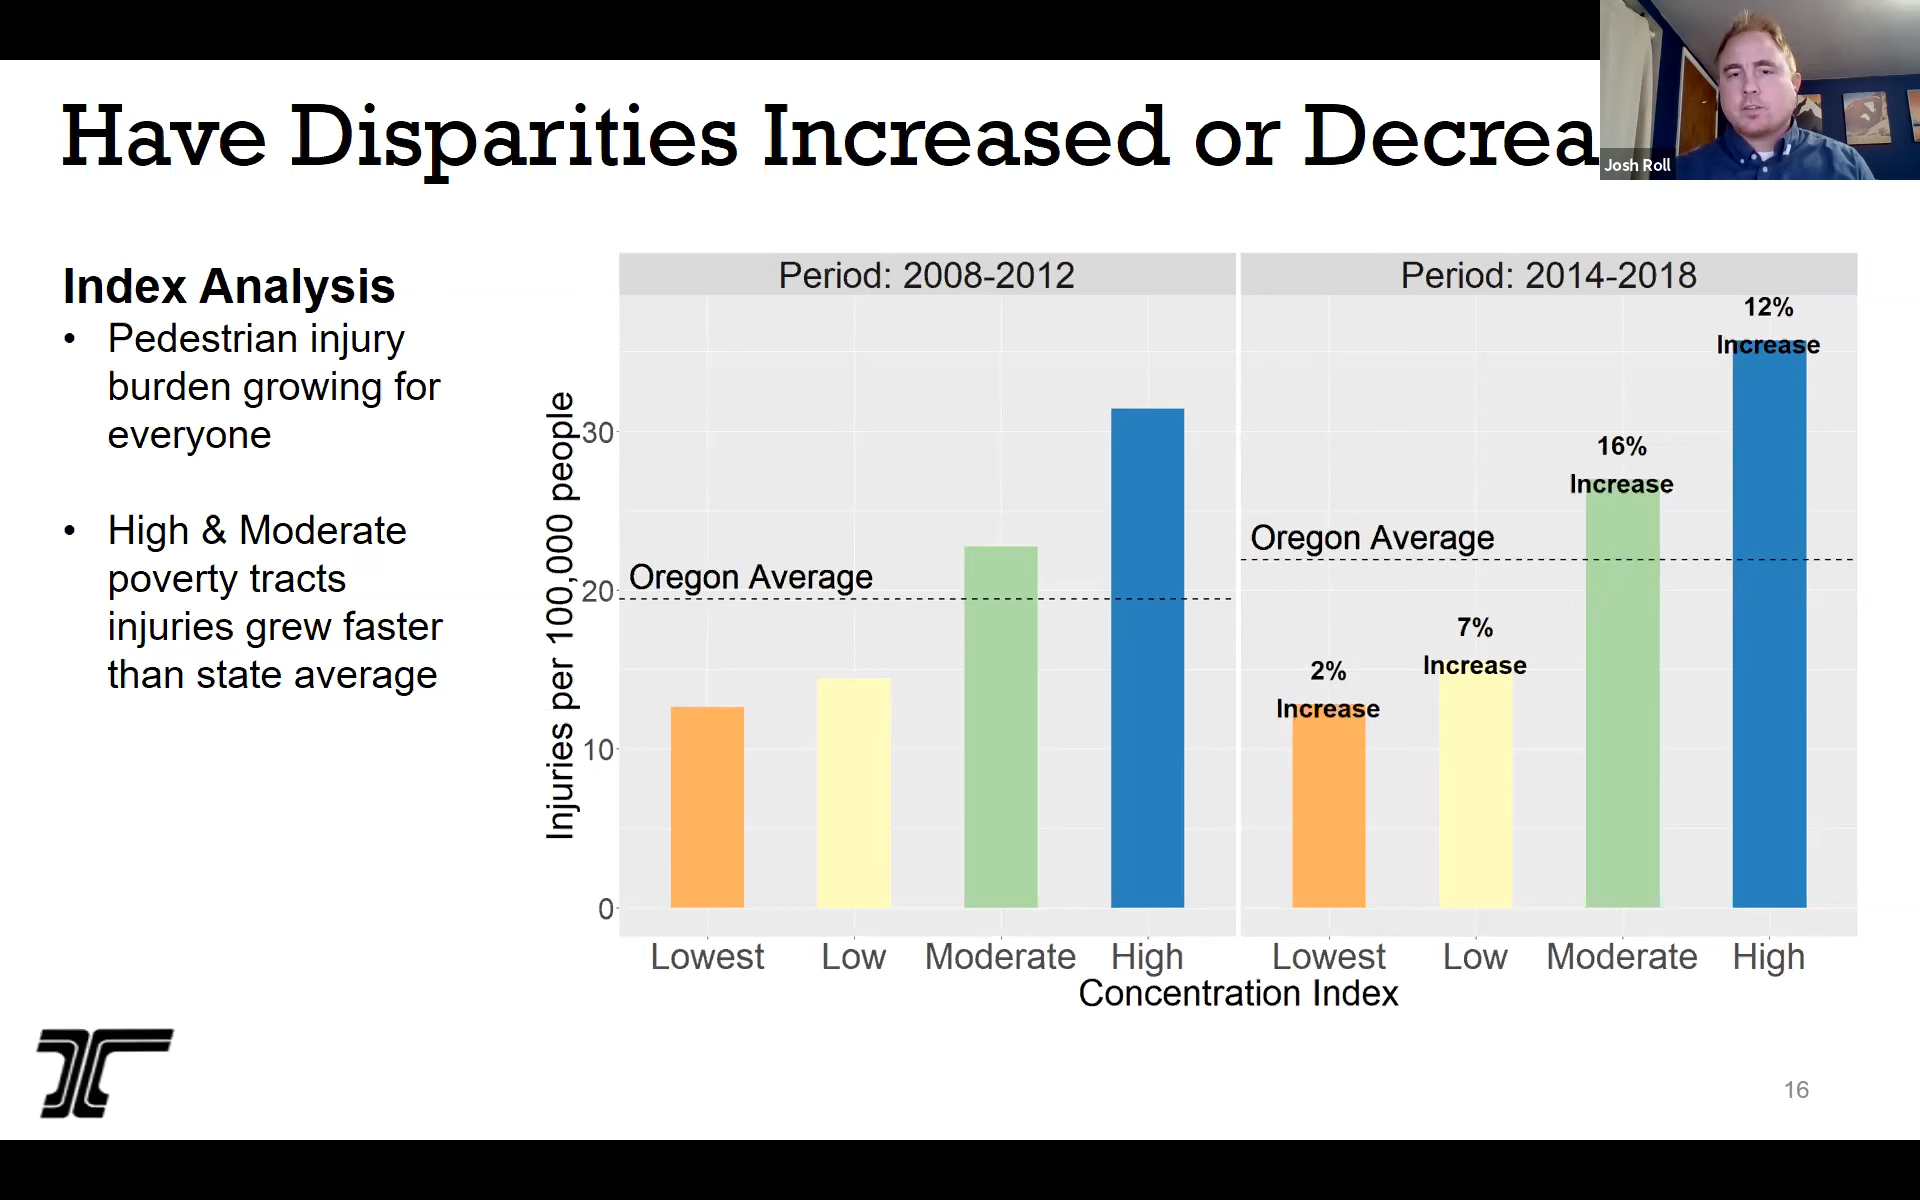 Have Disparities Increased or Decrea
Josh Roll
Index Analysis
• Pedestrian injury
burden growing for
everyone
• High & Moderate
poverty tracts
injuries grew faster
than state average
Injuries per 100,000 people
30
20
10
0
Period: 2008-2012
Oregon Average
Lowest Low Moderate High
Period: 2014-2018
12%
Increase
16%
Increase
Oregon Average
7%
Increase
2%
Increase
Lowest Low Moderate High
Concentration Index
16